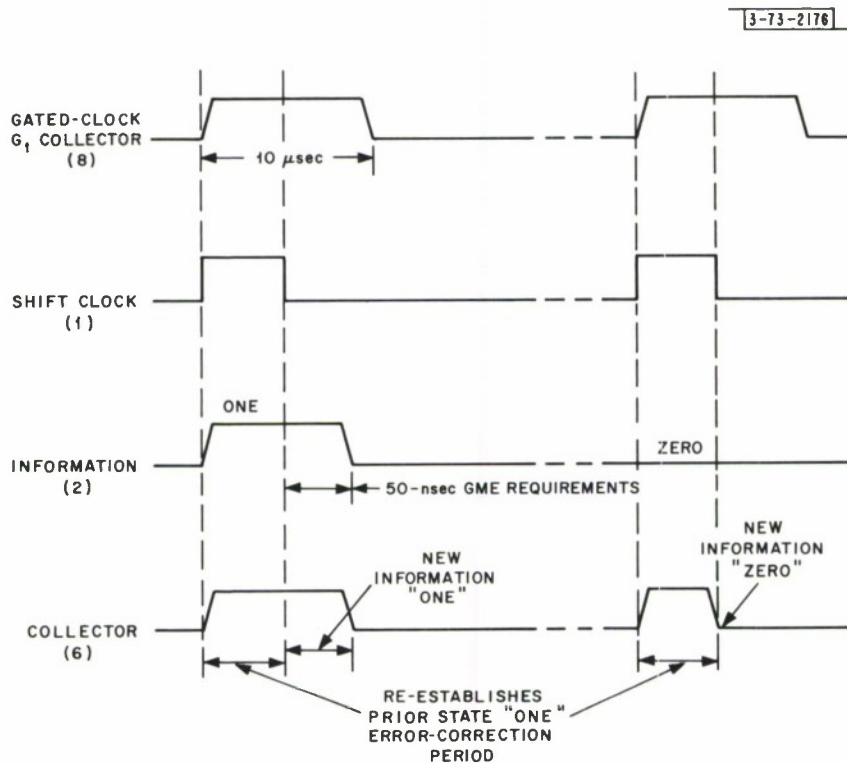 3-73-2176
GATED-CLOCK
G₁ COLLECTOR
(8)
10 μsec
SHIFT CLOCK
(1)
ONE
ZERO
INFORMATION
(2)
50-nsec GME REQUIREMENTS
NEW
INFORMATION
"ONE"
NEW
INFORMATION
"ZERO"
COLLECTOR
(6)
RE-ESTABLISHES
PRIOR STATE "ONE"
ERROR-CORRECTION
PERIOD